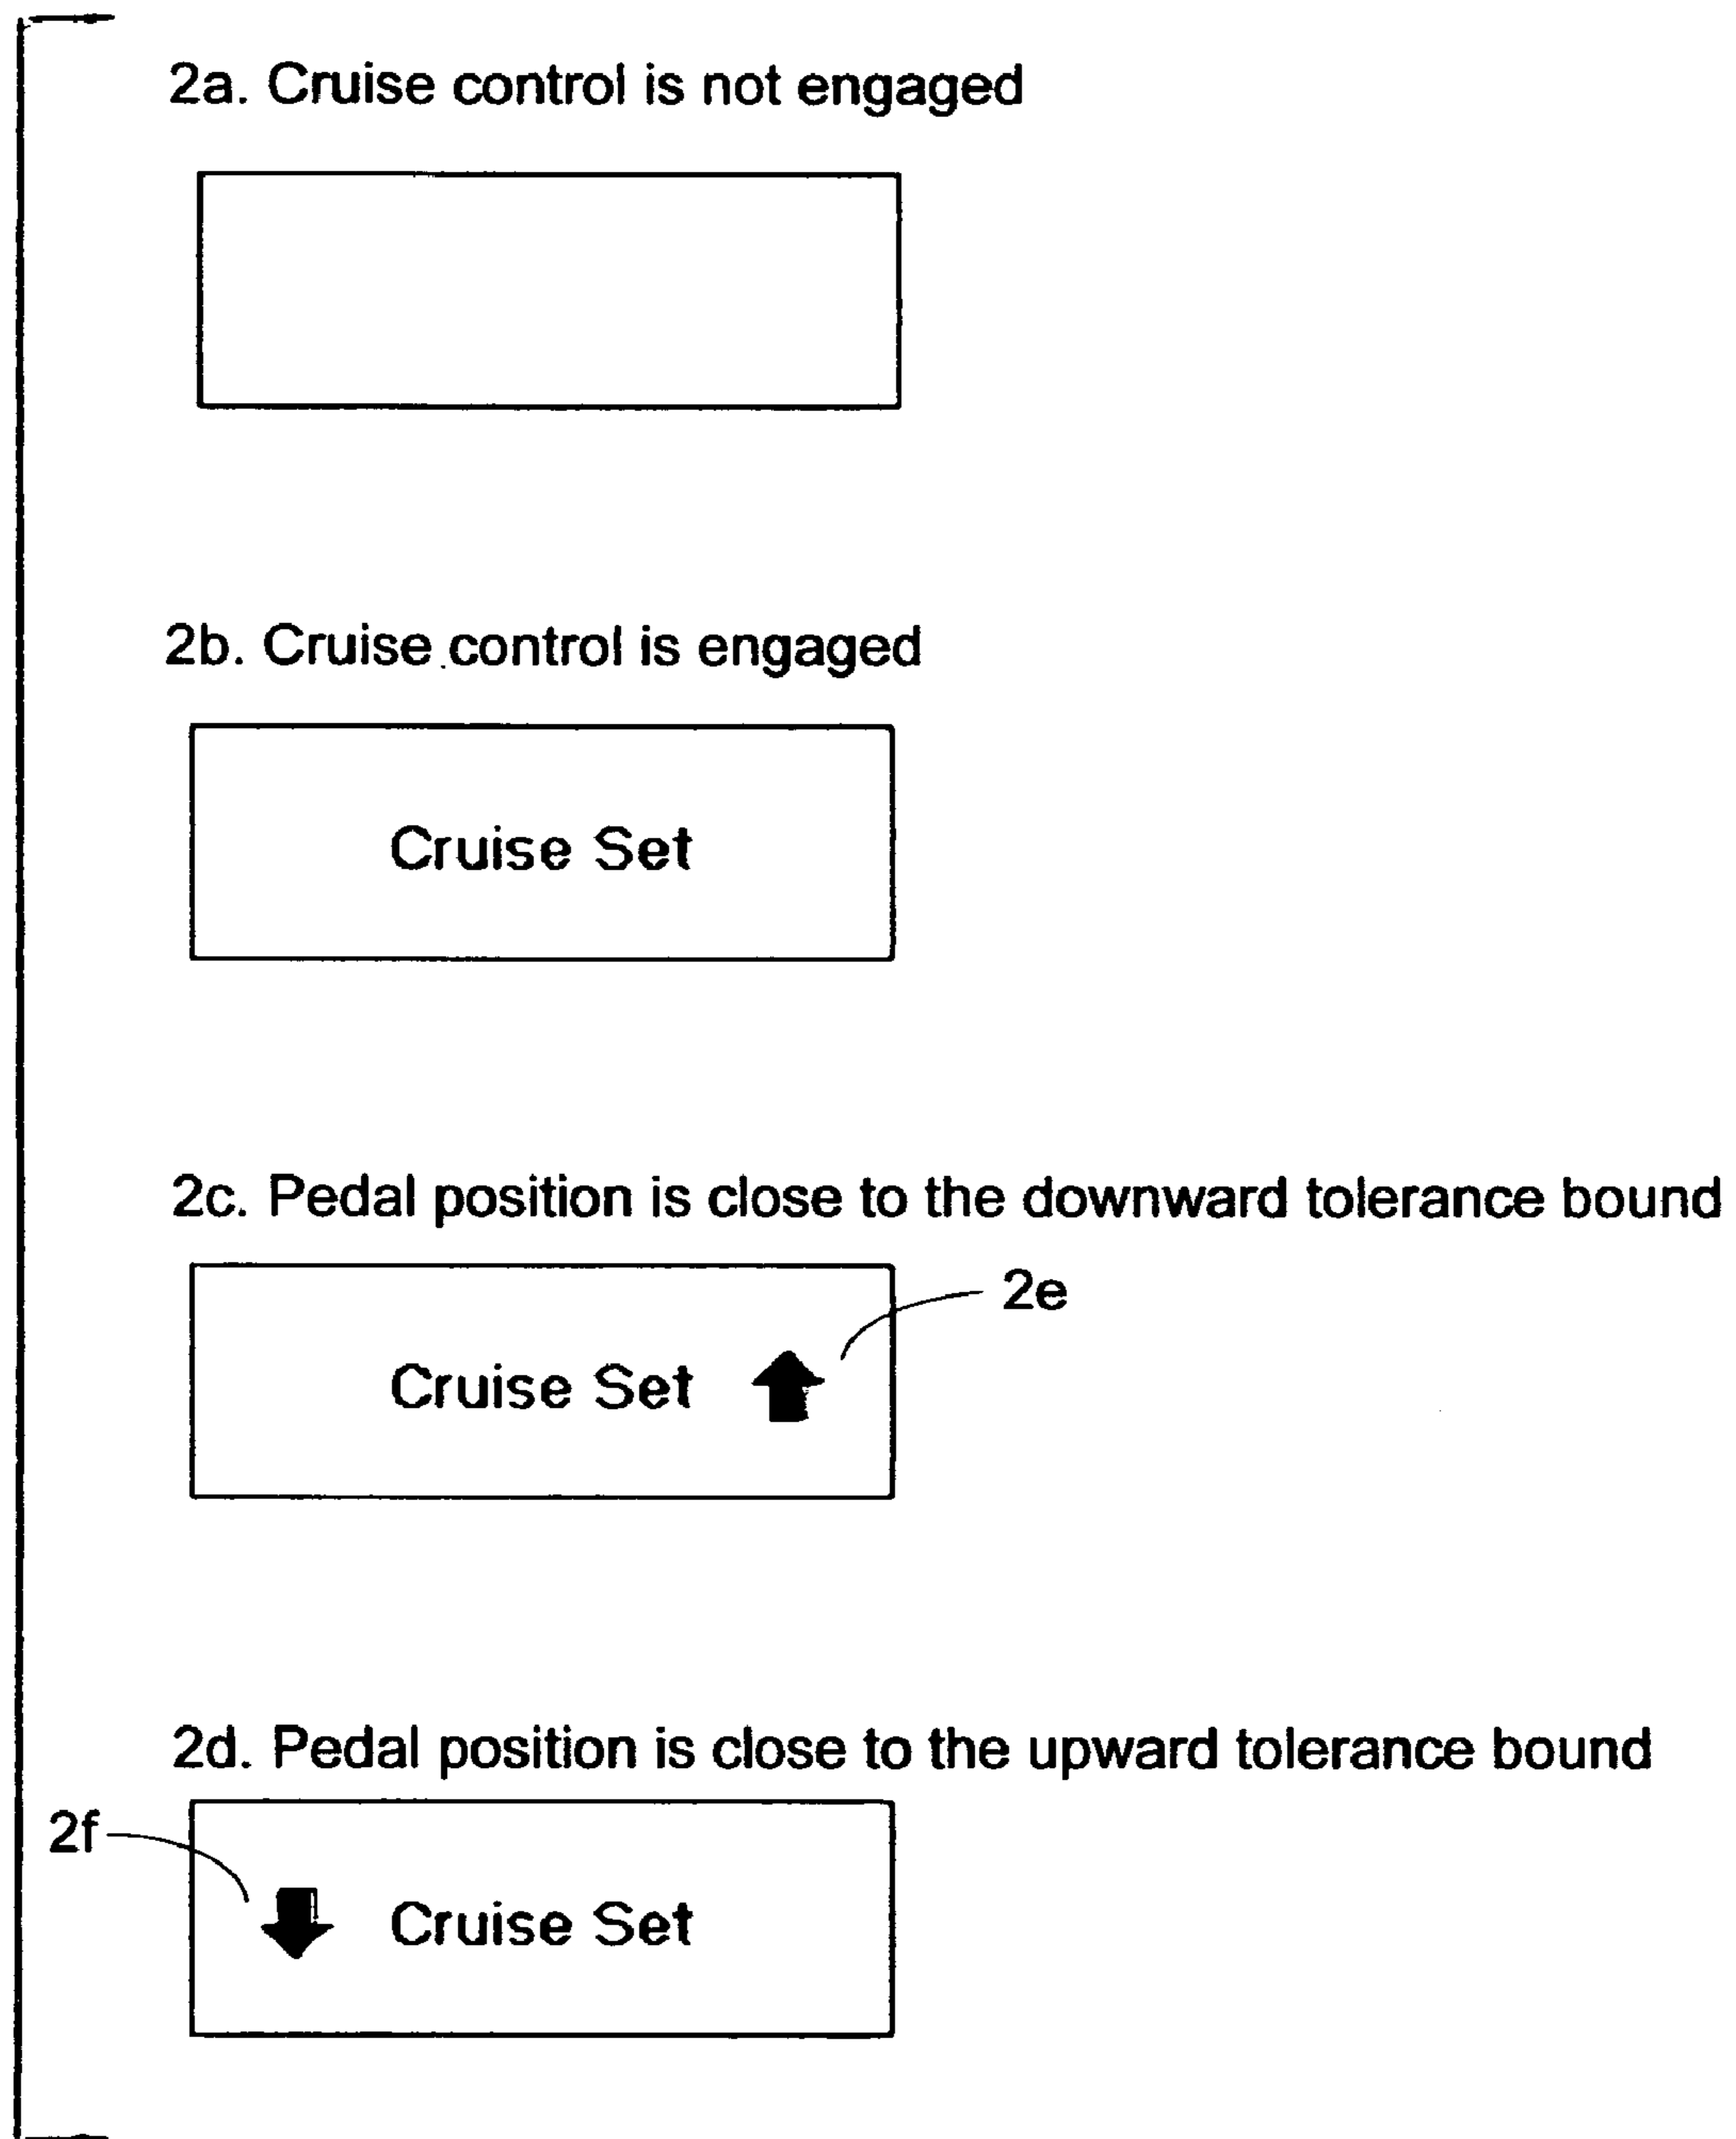 2a. Cruise control is not engaged
2b. Cruise control is engaged
Cruise Set
2c. Pedal position is close to the downward tolerance bound
2e
Cruise Set
2d. Pedal position is close to the upward tolerance bound
2f
Cruise Set